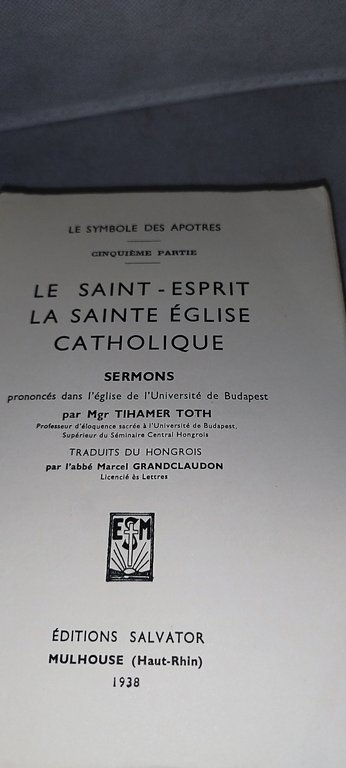 LE SYMBOLE DES APOTRES
CINQUIÈME PARTIE
LE SAINT-ESPRIT
LA SAINTE ÉGLISE
CATHOLIQUE
SERMONS
prononcés dans l'église de l'Université de Budapest
par Mgr TIHAMER TOTH
Professeur d'éloquence sacrée à l'Université de Budapest,
Supérieur du Séminaire Central Hongrois
TRADUITS DU HONGROIS
par l'abbé Marcel GRANDCLAUDON
Licencié ès Lettres
ESM
ÉDITIONS SALVATOR
MULHOUSE (Haut-Rhin)
1938